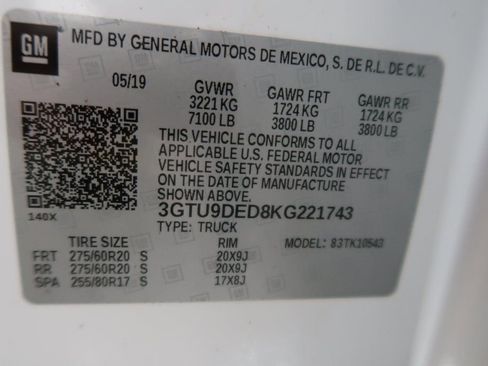 GM MFD BY GENERAL MOTORS DE MEXICO, S. DE R.L. DE C.V.
05/19 GVWR GAWR FRT GAWR RR
3221 KG 1724 KG 1724 KG
7100 LB 3800 LB 3800 LB
THIS VEHICLE CONFORMS TO ALL
APPLICABLE U.S. FEDERAL MOTOR
VEHICLE SAFETY STANDARDS IN EFFECT
ON THE DATE OF MANUFACTURE
SHOWN ABOVE.
140X 3GTU9DED8KG221743
TYPE: TRUCK
TIRE SIZE RIM MODEL: 83TK10543
FRT 275/60R20 S 20X9J
RR 275/60R20 S 20X9J
SPA 255/80R17 S 17X8J